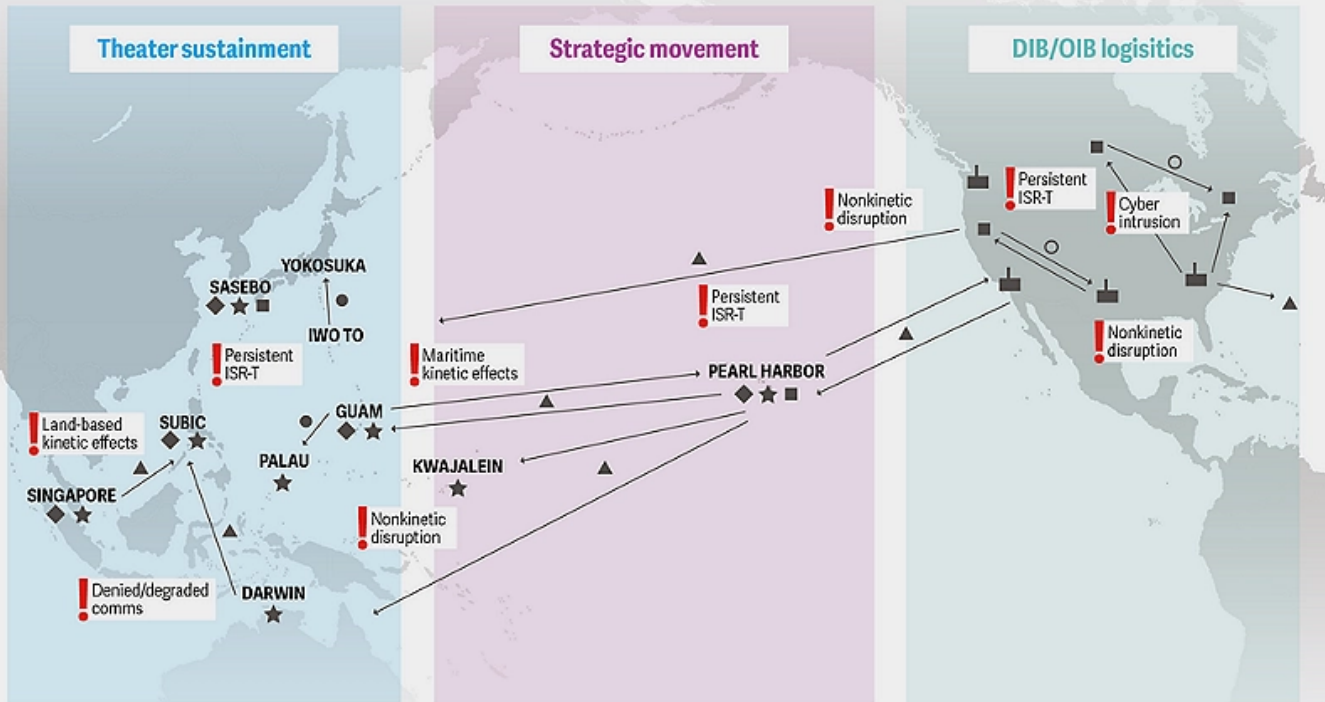 Theater sustainment
Strategic movement
DIB/OIB logisitics
Persistent
ISR-T
Nonkinetic
disruption
Cyber
intrusion
YOKOSUKA
SASEBO
Persistent
ISR-T
IWO TO
Persistent
ISR-T
Maritime
kinetic effects
Nonkinetic
disruption
PEARL HARBOR
GUAM
Land-based
kinetic effects
SUBIC
PALAU
KWAJALEIN
SINGAPORE
Nonkinetic
disruption
Denied/degraded
comms
DARWIN